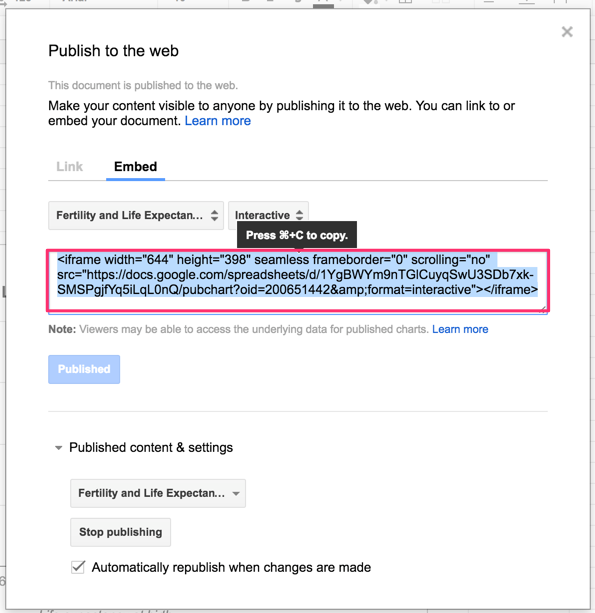 Publish to the web
This document is published to the web.
Make your content visible to anyone by publishing it to the web. You can link to or
embed your document. Learn more
Link Embed
Fertility and Life Expectan... Interactive
Press ⌘+C to copy.
<iframe width="644" height="398" seamless frameborder="0" scrolling="no"
src="https://docs.google.com/spreadsheets/d/1YgBWYm9nTGlCuyqSwU3SDb7xk-
SMSPgjfYq5iLqL0nQ/pubchart?oid=200651442&amp;format=interactive"></iframe>
Note: Viewers may be able to access the underlying data for published charts. Learn more
Published
Published content & settings
Fertility and Life Expectan...
Stop publishing
Automatically republish when changes are made